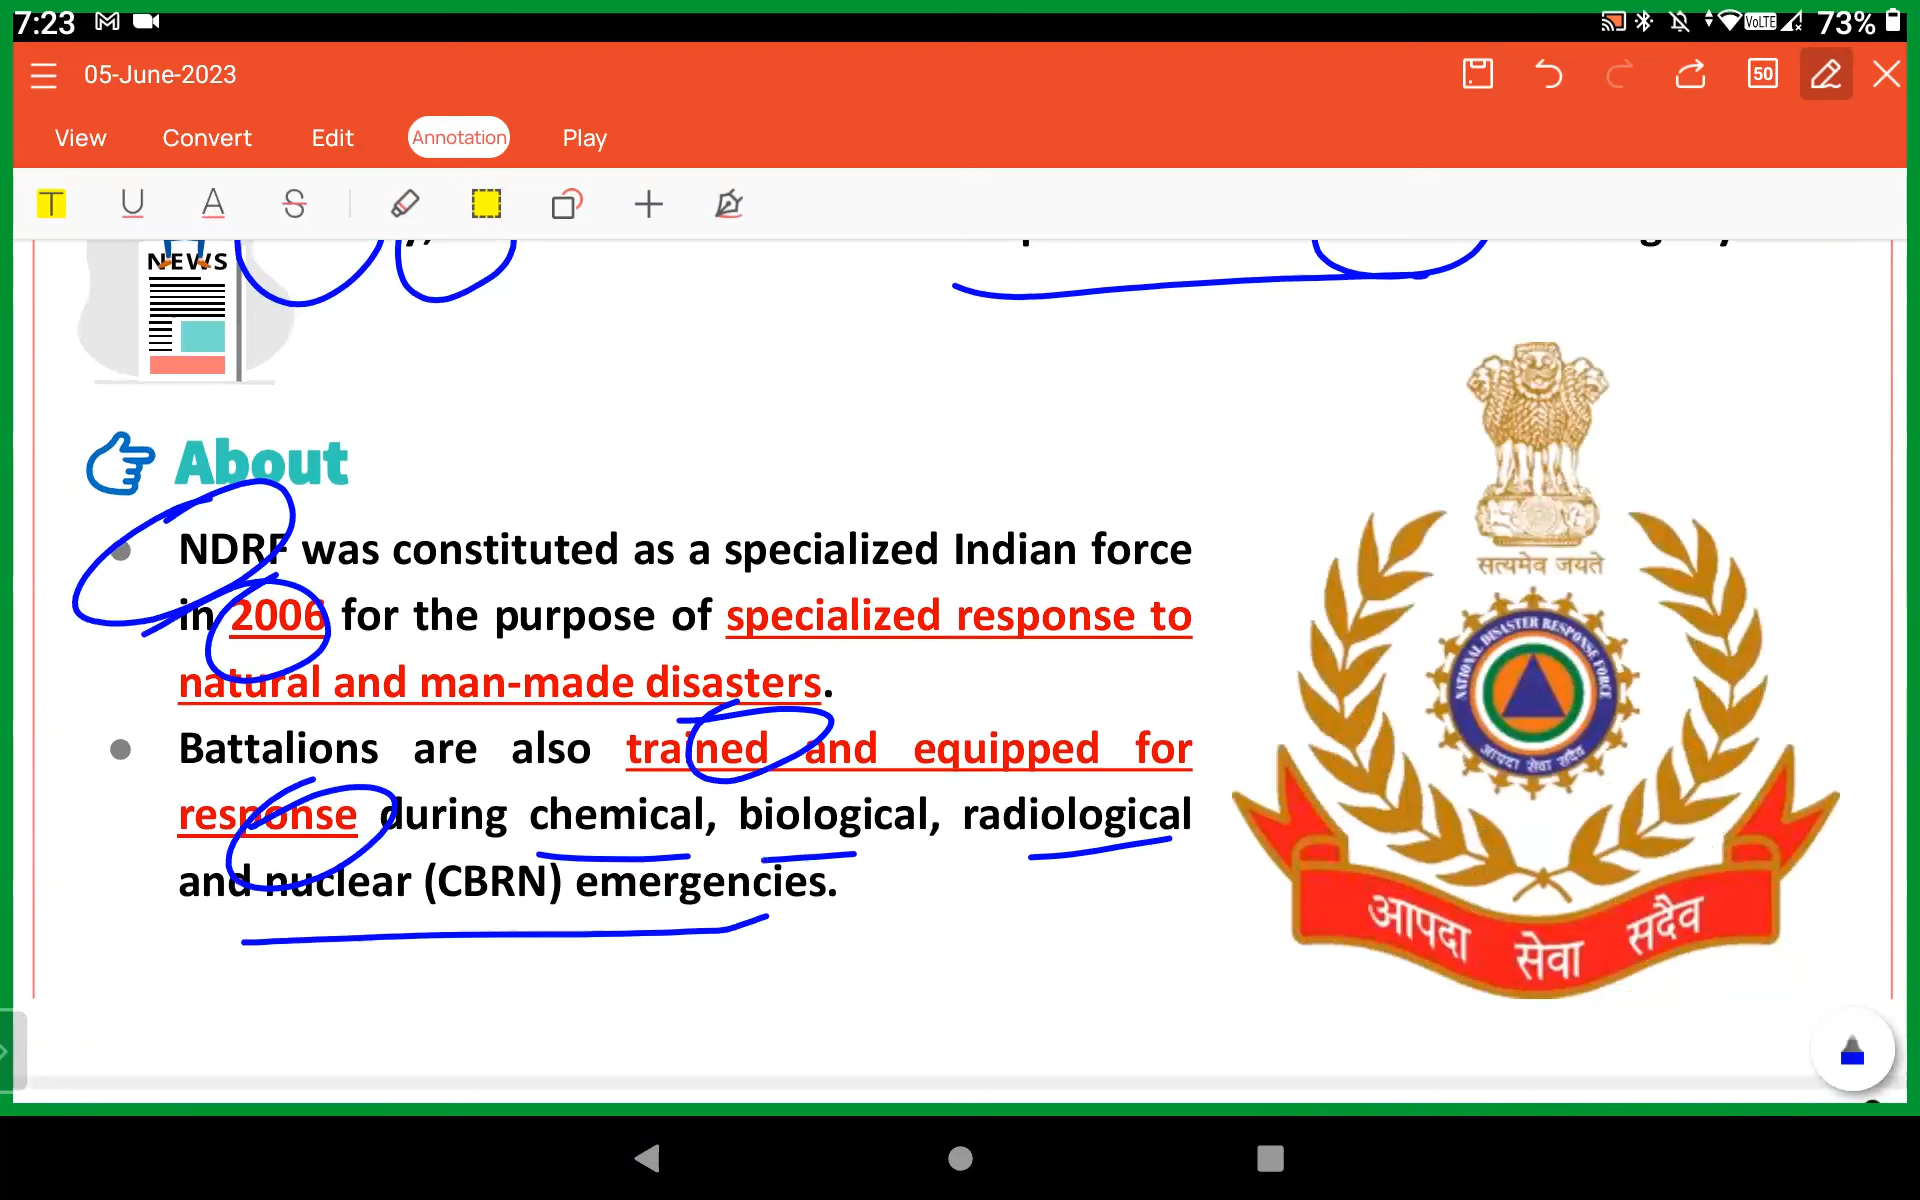 7:23 VoLTE 73%
05-June-2023 50
View Convert Edit Annotation Play
T U A S
NEWS
About
NDRF was constituted as a specialized Indian force
in 2006 for the purpose of specialized response to
natural and man-made disasters.
Battalions are also trained and equipped for
response during chemical, biological, radiological
and nuclear (CBRN) emergencies.
सत्यमेव जयते
NATIONAL DISASTER RESPONSE FORCE
आपदा सेवा सदैव
आपदा सेवा सदैव